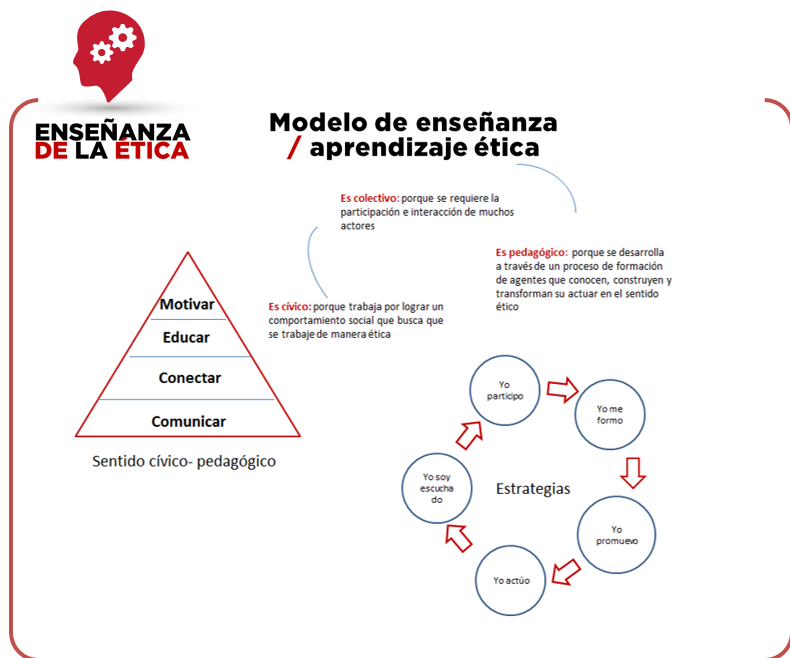 ENSEÑANZA
DE LA ÉTICA
Modelo de enseñanza
/ aprendizaje ética
Es colectivo: porque se requiere la
participación e interacción de muchos
actores
Es pedagógico: porque se desarrolla
a través de un proceso de formación
de agentes que conocen, construyen y
transforman su actuar en el sentido
ético
Es cívico: porque trabaja por lograr un
comportamiento social que busca que
se trabaje de manera ética
Motivar
Educar
Conectar
Comunicar
Sentido cívico- pedagógico
Yo
participo
Yo me
formo
Yo
promuevo
Yo actúo
Yo soy
escucha
do
Estrategias